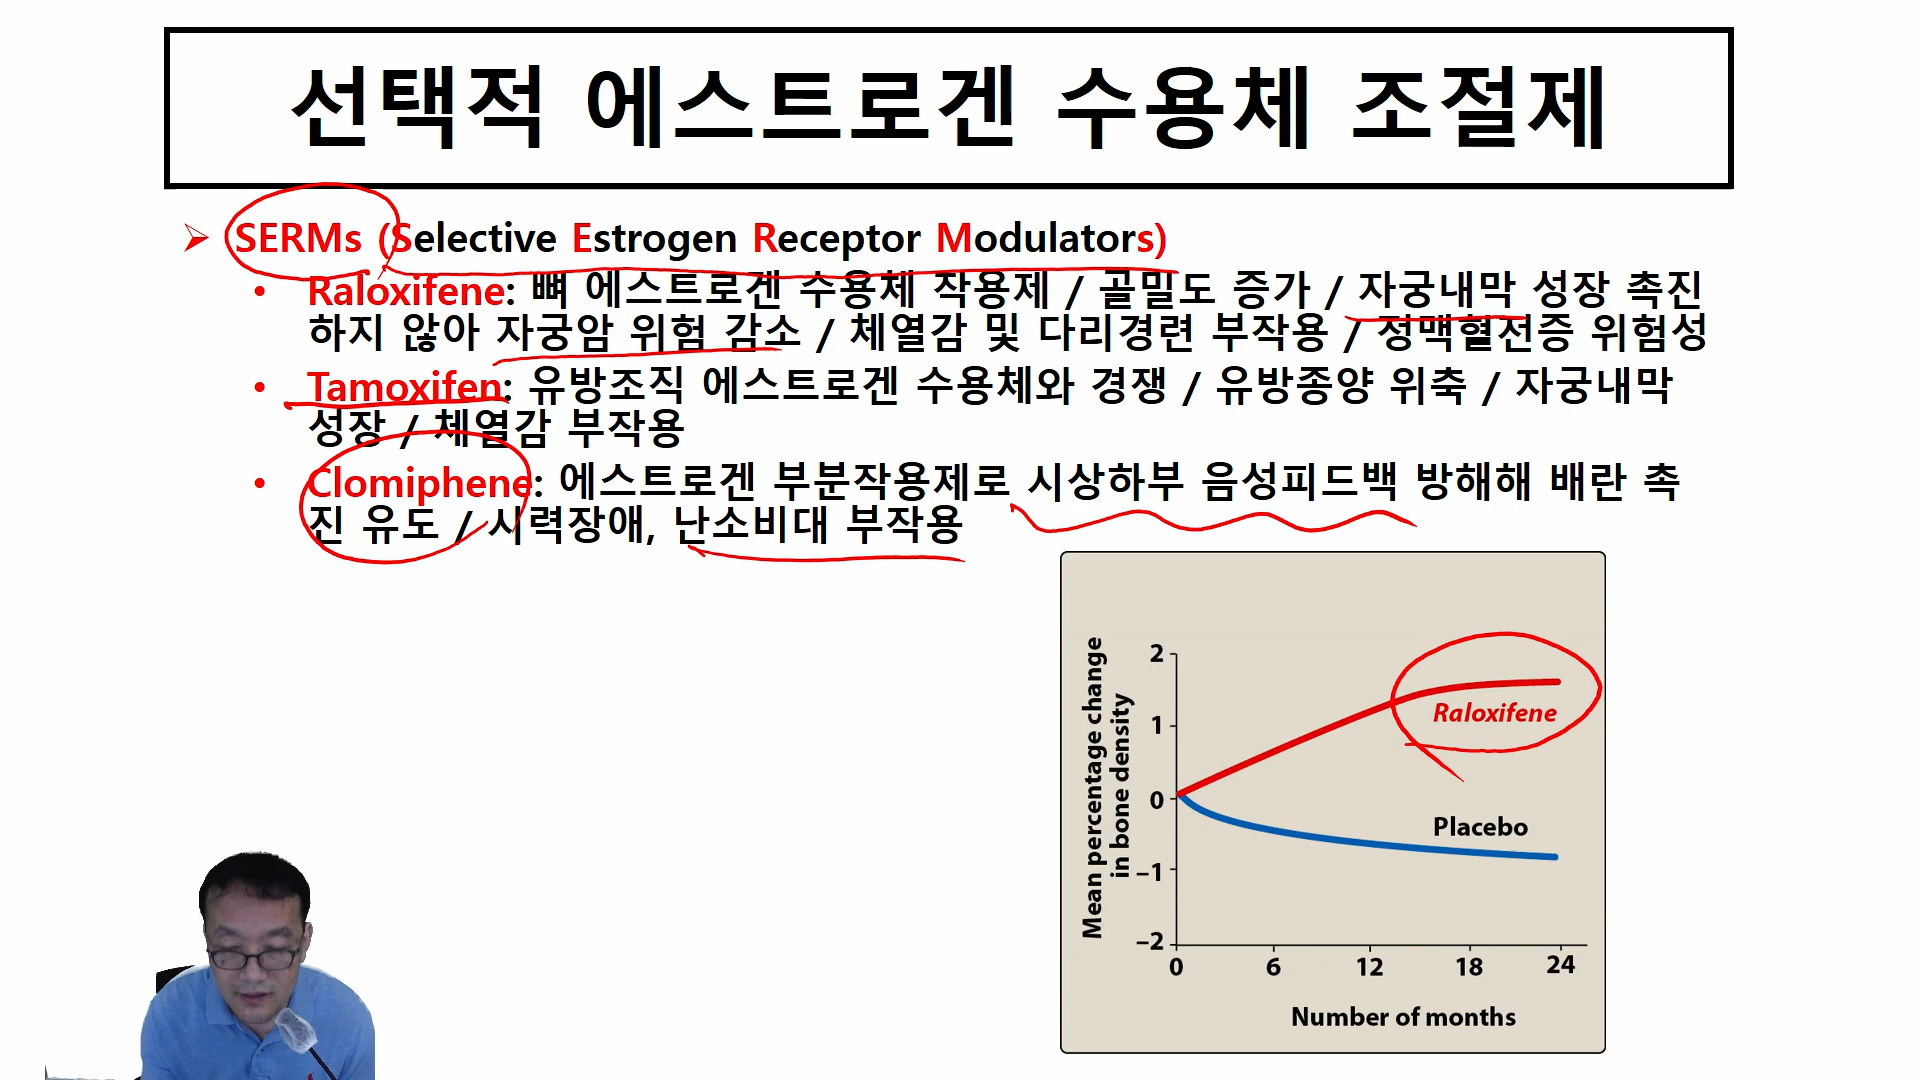 선택적 에스트로겐 수용체 조절제
➢ SERMs (Selective Estrogen Receptor Modulators)
• Raloxifene: 뼈 에스트로겐 수용체 작용제 / 골밀도 증가 / 자궁내막 성장 촉진
하지 않아 자궁암 위험 감소 / 체열감 및 다리경련 부작용 / 정맥혈전증 위험성
• Tamoxifen: 유방조직 에스트로겐 수용체와 경쟁 / 유방종양 위축 / 자궁내막
성장 / 체열감 부작용
• Clomiphene: 에스트로겐 부분작용제로 시상하부 음성피드백 방해해 배란 촉
진 유도 / 시력장애, 난소비대 부작용
Mean percentage change
in bone density
2
1
0
−1
−2
Raloxifene
Placebo
0 6 12 18 24
Number of months